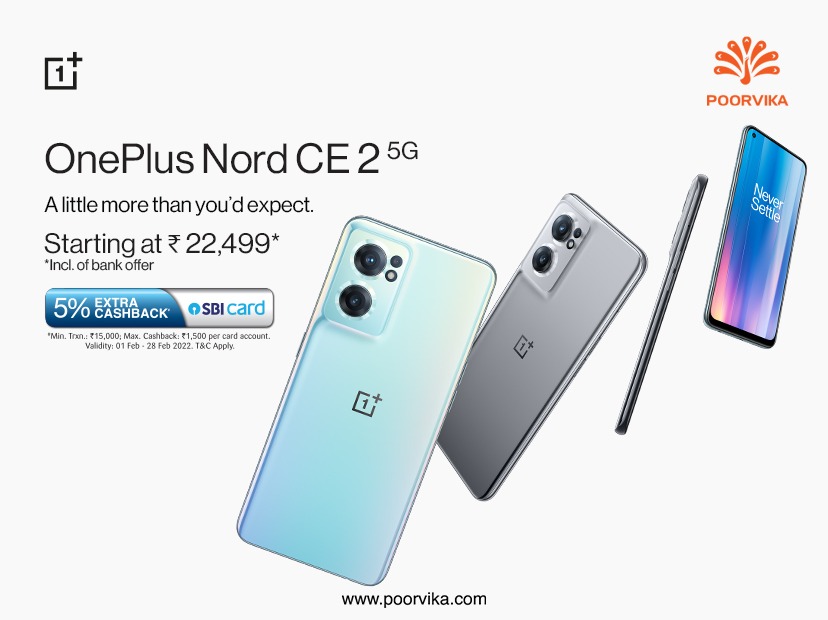 POORVIKA
OnePlus Nord CE 2 5G
A little more than you'd expect.
Starting at ₹ 22,499*
*Incl. of bank offer
5% EXTRA CASHBACK* SBI card
*Min. Trxn.: ₹15,000; Max. Cashback: ₹1,500 per card account.
Validity: 01 Feb - 28 Feb 2022. T&C Apply.
Never
Settle
www.poorvika.com